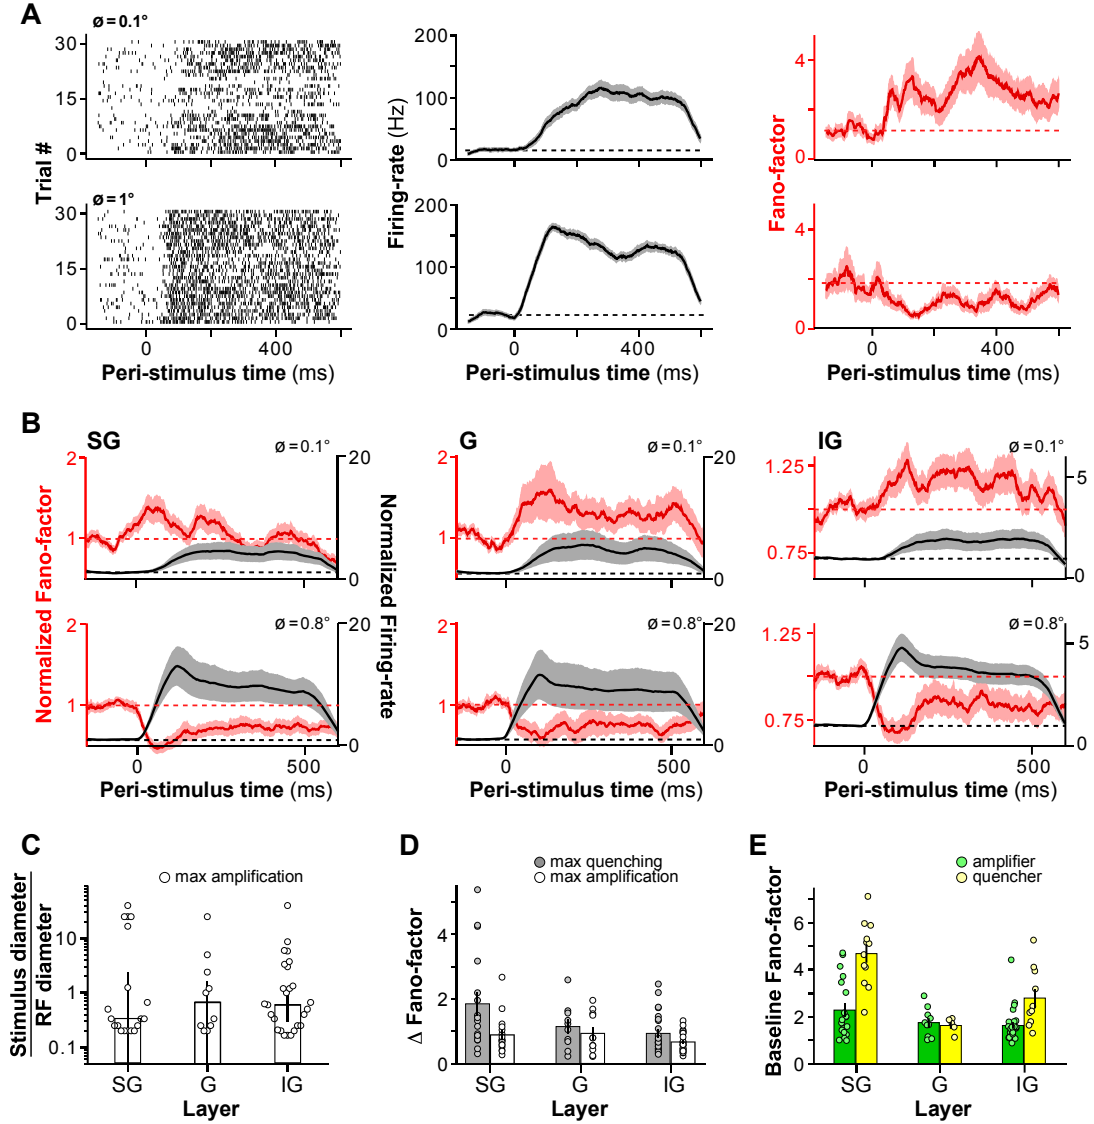 A
ø = 0.1°
30
15
0
ø = 1°
30
15
0
Trial #
0
400
Peri-stimulus time (ms)
200
100
0
200
100
0
Firing-rate (Hz)
0
400
Peri-stimulus time (ms)
4
0
4
0
Fano-factor
0
400
Peri-stimulus time (ms)
B
SG
ø = 0.1°
2
1
20
0
ø = 0.8°
2
1
20
0
Normalized Fano-factor
Normalized Firing-rate
0
500
Peri-stimulus time (ms)
G
ø = 0.1°
2
1
20
0
ø = 0.8°
2
1
20
0
0
500
Peri-stimulus time (ms)
IG
ø = 0.1°
1.25
1
0.75
5
0
ø = 0.8°
1.25
1
0.75
5
0
0
500
Peri-stimulus time (ms)
C
max amplification
Stimulus diameter
RF diameter
10
1
0.1
SG G IG
Layer
D
max quenching
max amplification
Δ Fano-factor
4
2
0
SG G IG
Layer
E
amplifier
quencher
Baseline Fano-factor
6
4
2
0
SG G IG
Layer